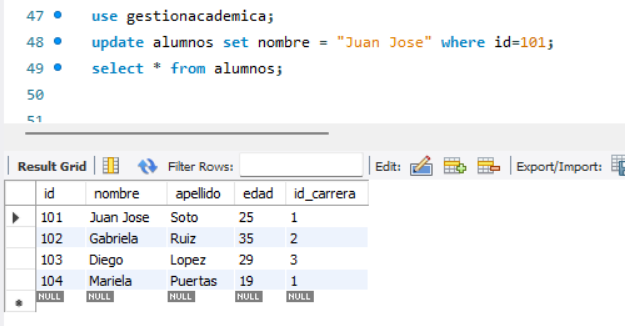 47 use gestionacademica;
48 update alumnos set nombre = "Juan Jose" where id=101;
49 select * from alumnos;
50
51
Result Grid Filter Rows: Edit: Export/Import:
id nombre apellido edad id_carrera
101 Juan Jose Soto 25 1
102 Gabriela Ruiz 35 2
103 Diego Lopez 29 3
104 Mariela Puertas 19 1
NULL NULL NULL NULL NULL